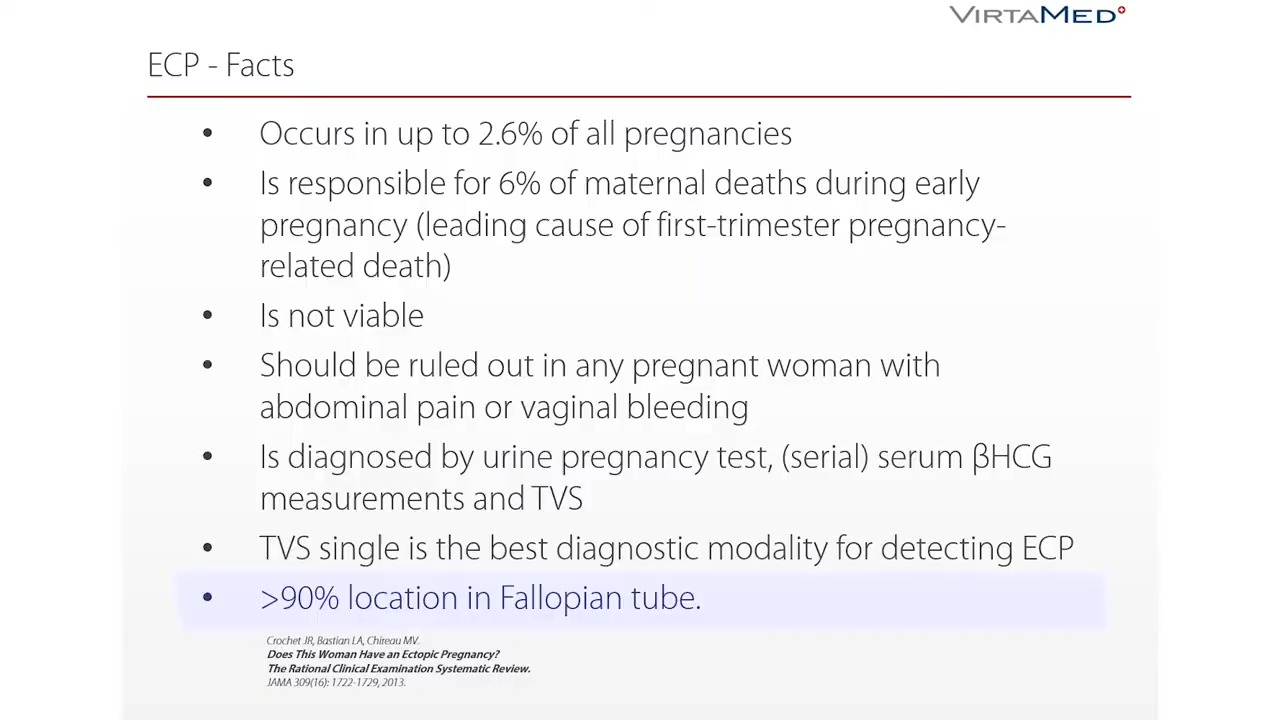 VIRTAMED
ECP - Facts
• Occurs in up to 2.6% of all pregnancies
• Is responsible for 6% of maternal deaths during early
pregnancy (leading cause of first-trimester pregnancy-
related death)
• Is not viable
• Should be ruled out in any pregnant woman with
abdominal pain or vaginal bleeding
• Is diagnosed by urine pregnancy test, (serial) serum βHCG
measurements and TVS
• TVS single is the best diagnostic modality for detecting ECP
• >90% location in Fallopian tube.
Crochet JR, Bastian LA, Chireau MV.
Does This Woman Have an Ectopic Pregnancy?
The Rational Clinical Examination Systematic Review.
JAMA 309(16): 1722-1729, 2013.